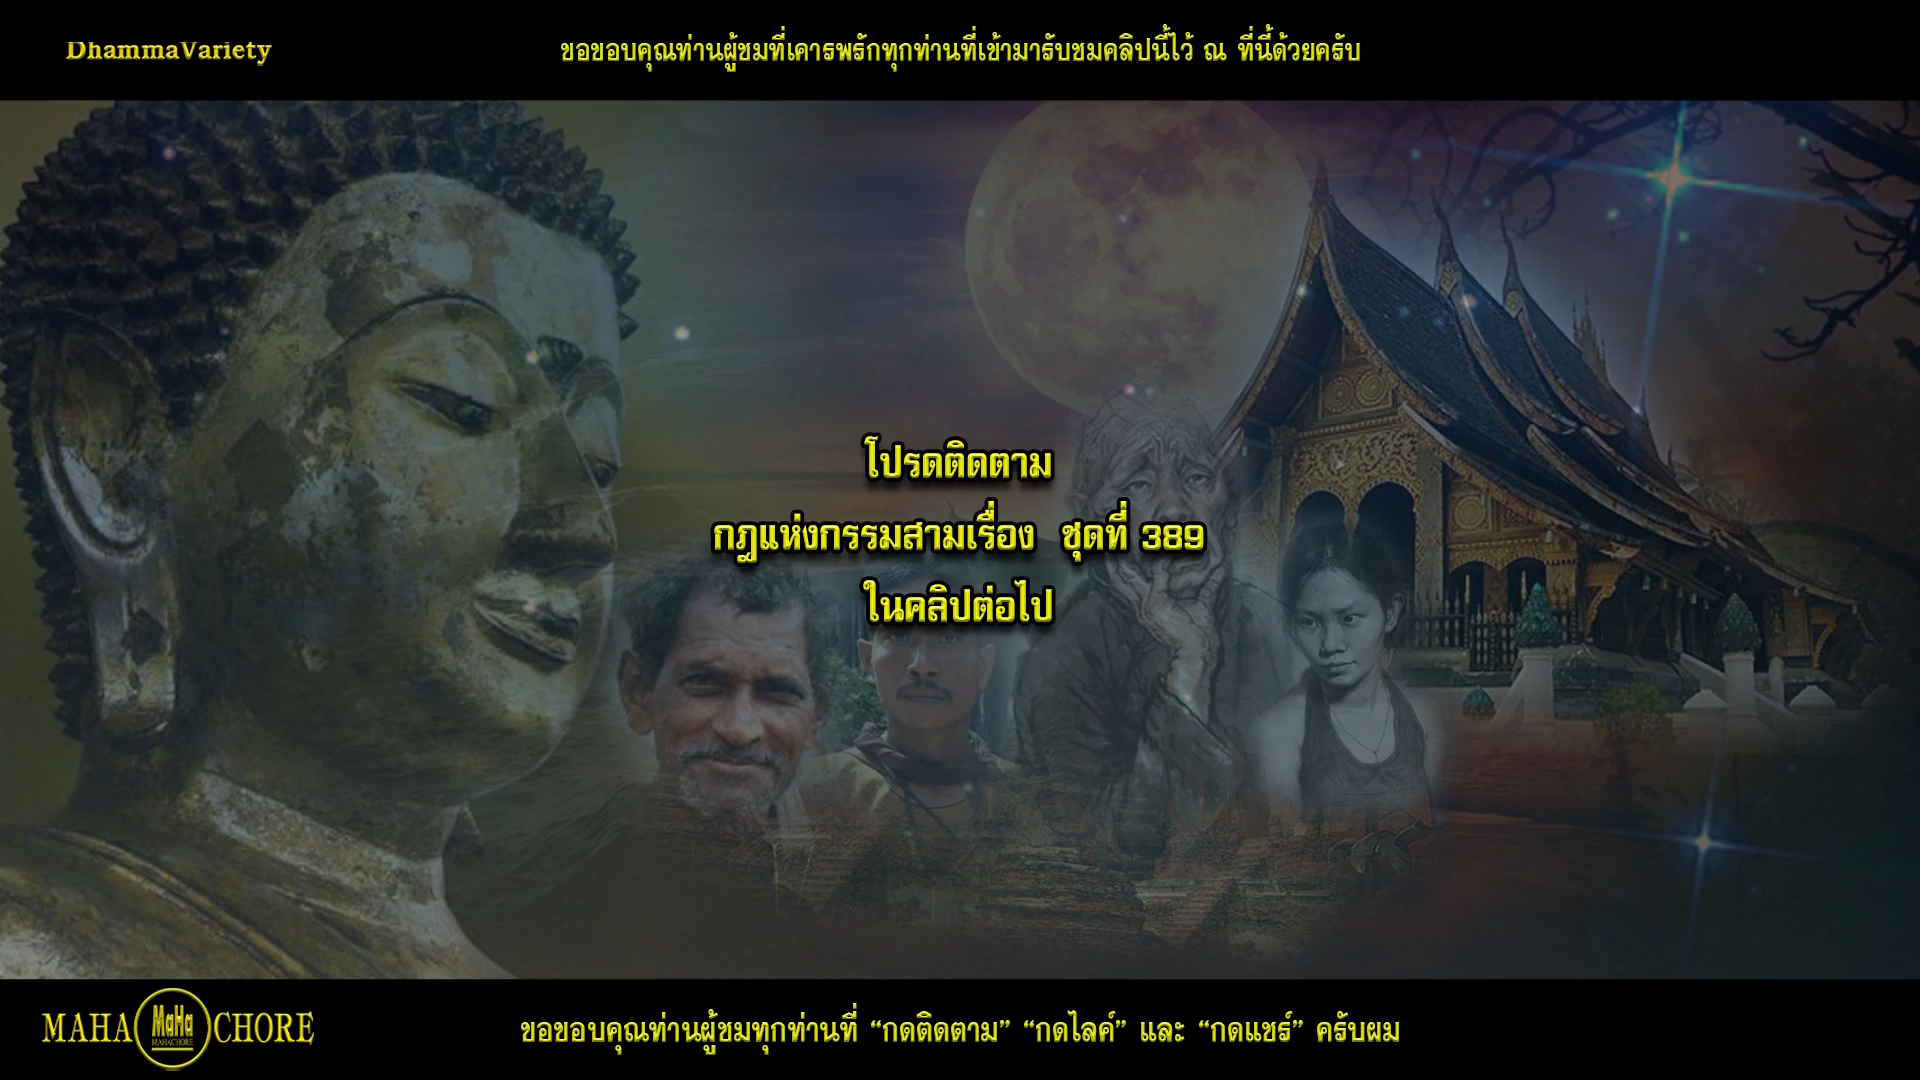 DhammaVariety
ขอขอบคุณท่านผู้ชมที่เคารพรักทุกท่านที่เข้ามารับชมคลิปนี้ไว้ ณ ที่นี้ด้วยครับ
โปรดติดตาม
กฎแห่งกรรมสามเรื่อง ชุดที่ 389
ในคลิปต่อไป
MAHA MaHa CHORE
MAHACHORE
ขอขอบคุณท่านผู้ชมทุกท่านที่ “กดติดตาม” “กดไลค์” และ “กดแชร์” ครับผม